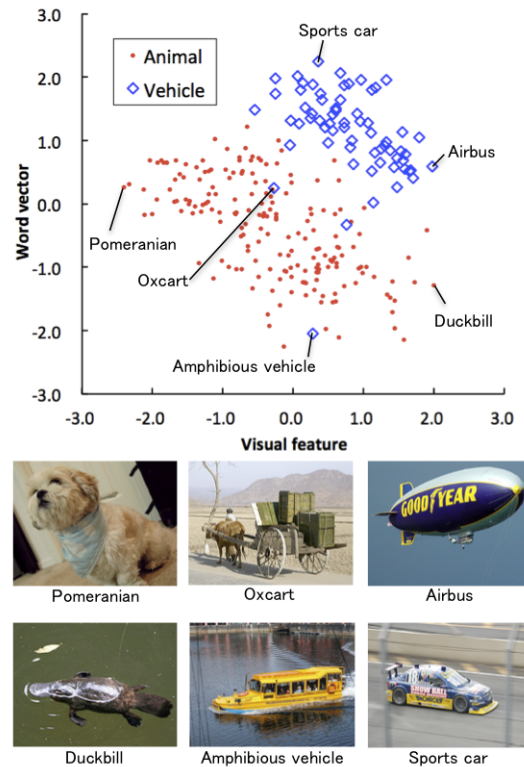 Sports car
Animal
Vehicle
3.0
2.0
1.0
0.0
-1.0
-2.0
-3.0
Word vector
Airbus
Pomeranian
Oxcart
Duckbill
Amphibious vehicle
-3.0 -2.0 -1.0 0.0 1.0 2.0 3.0
Visual feature
GOOD YEAR
Pomeranian Oxcart Airbus
SHOW BALL
Duckbill Amphibious vehicle Sports car